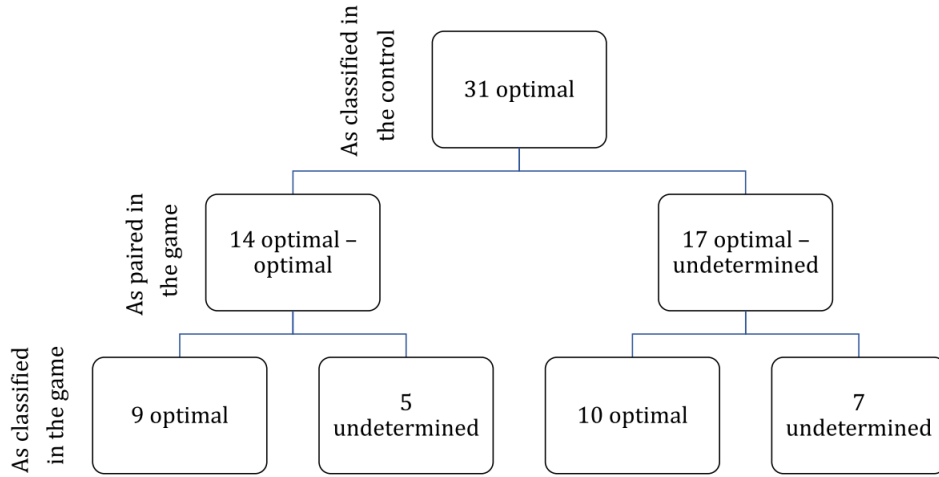 As classified in
the control
31 optimal
As paired in
the game
14 optimal –
optimal
17 optimal –
undetermined
As classified
in the game
9 optimal
5
undetermined
10 optimal
7
undetermined